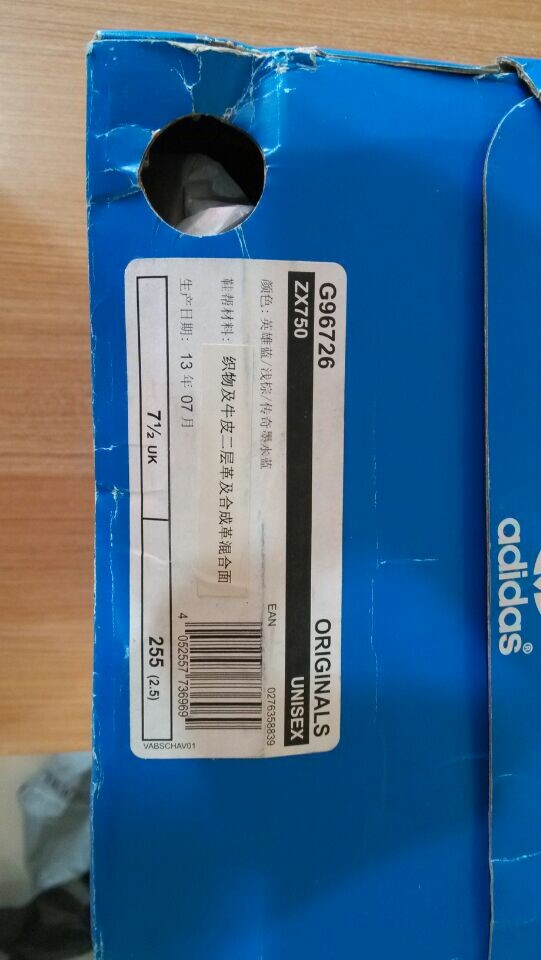 G96726 ORIGINALS
ZX750 UNISEX
颜色: 英雄蓝/浅棕/传奇墨水蓝
EAN 0276358839
鞋帮材料: 织物及牛皮二层革及合成革混合面
生产日期: 13 年 07 月
4 052557 736969
7½ UK 255 (2.5)
VABSCHAV01
adidas®